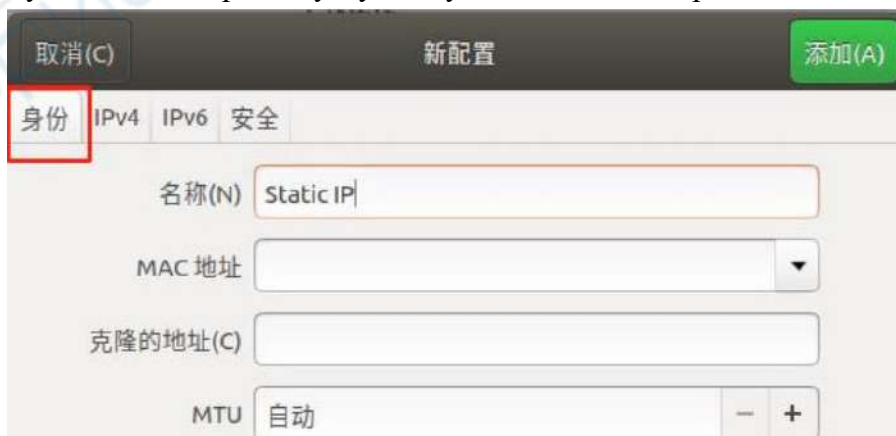 取消(C) 新配置 添加(A)
身份 IPv4 IPv6 安全
名称(N) Static IP
MAC 地址
克隆的地址(C)
MTU 自动 − +